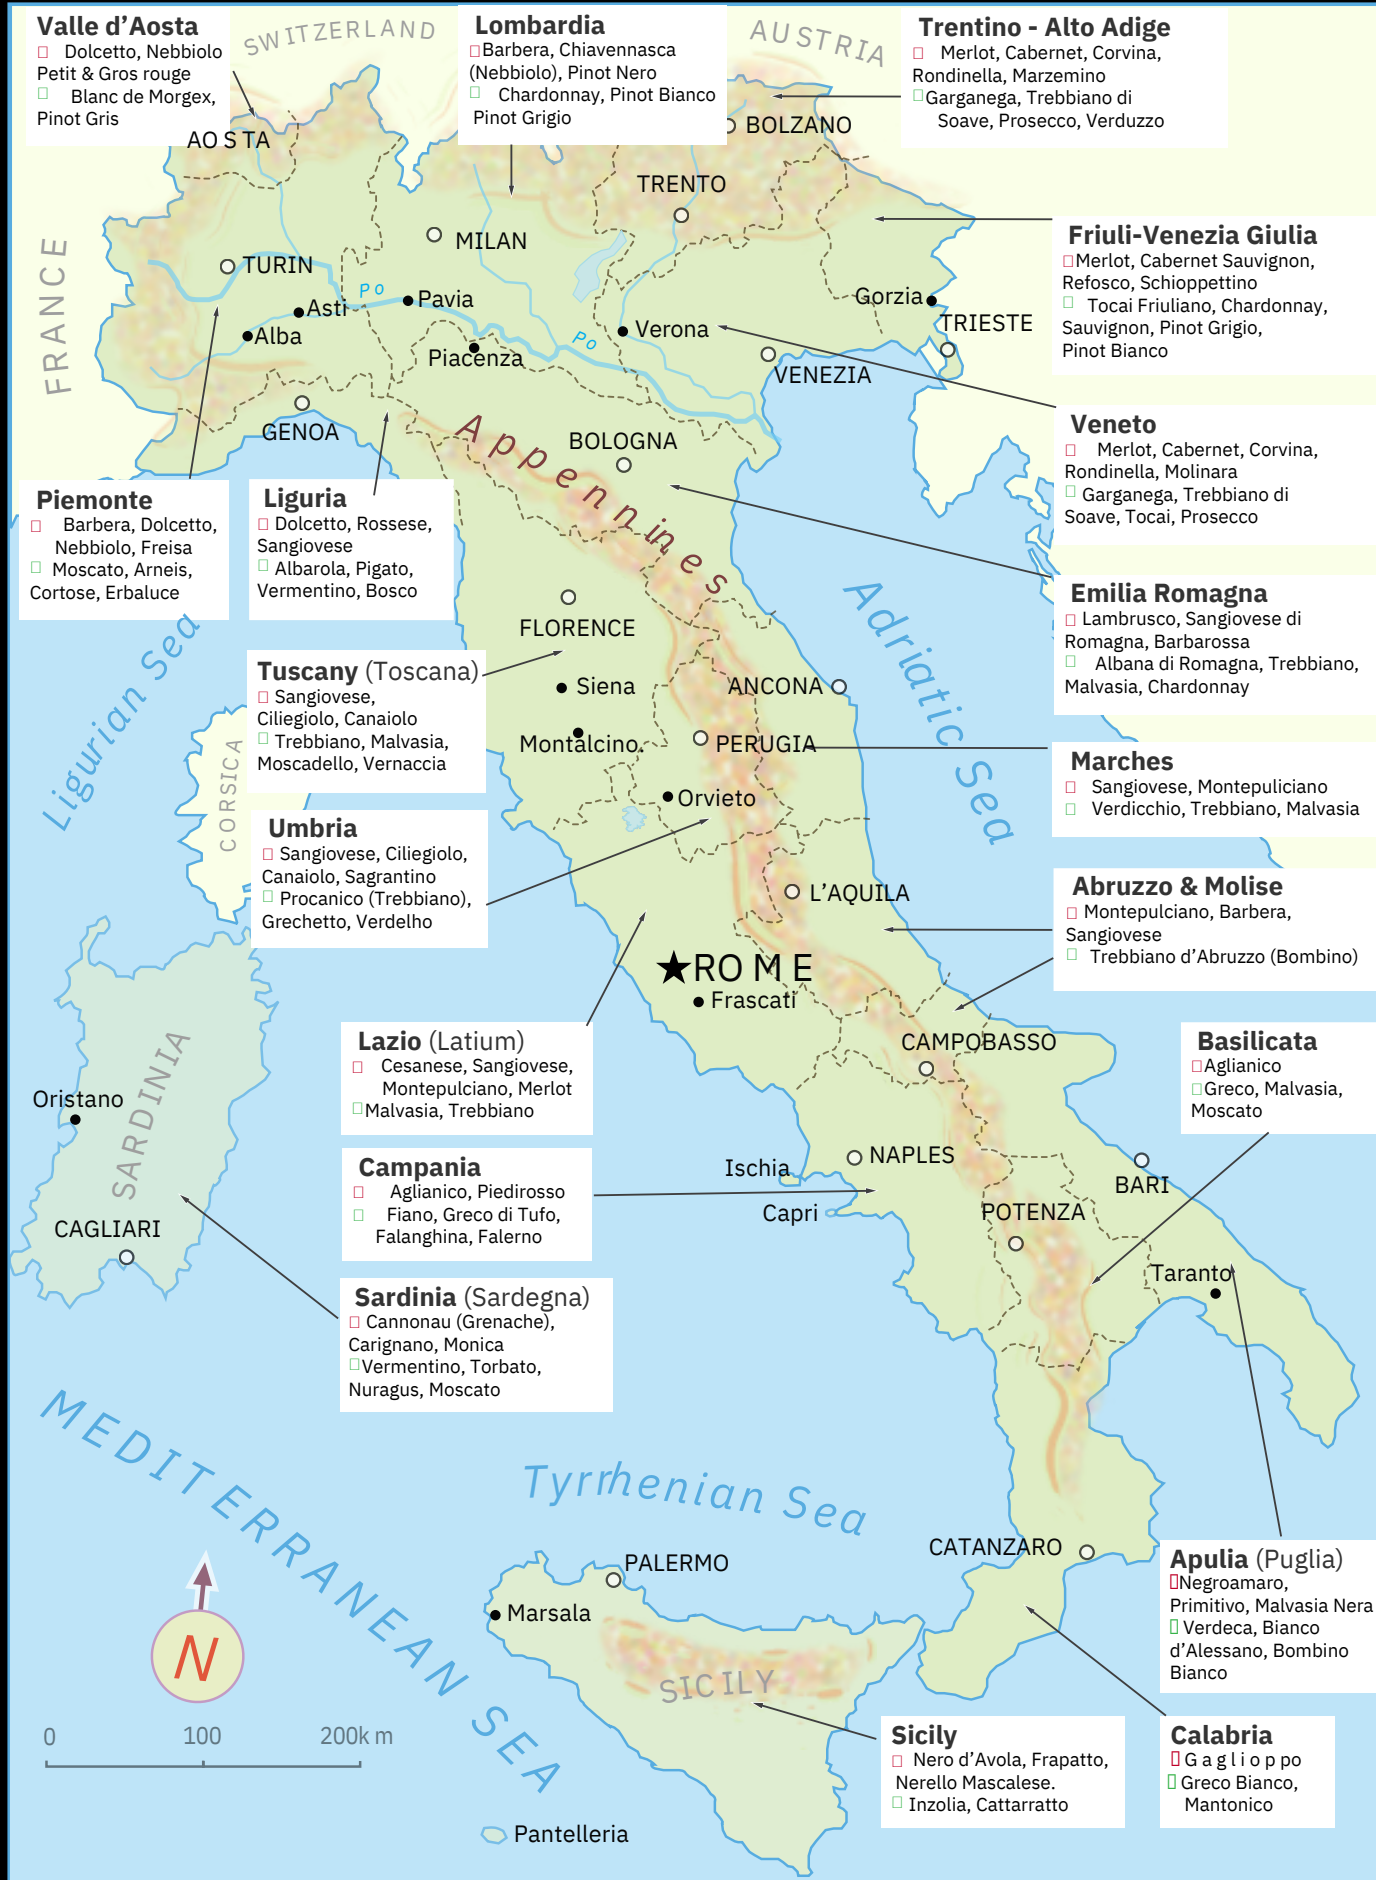 Valle d’Aosta
Dolcetto, Nebbiolo
Petit & Gros rouge
Blanc de Morgex,
Pinot Gris
SWITZERLAND
Lombardia
Barbera, Chiavennasca
(Nebbiolo), Pinot Nero
Chardonnay, Pinot Bianco
Pinot Grigio
AUSTRIA
Trentino - Alto Adige
Merlot, Cabernet, Corvina,
Rondinella, Marzemino
Garganega, Trebbiano di
Soave, Prosecco, Verduzzo
AOSTA
BOLZANO
TRENTO
MILAN
TURIN
FRANCE
Asti
Po
Pavia
Alba
Piacenza
Po
Verona
Gorzia
TRIESTE
VENEZIA
Friuli-Venezia Giulia
Merlot, Cabernet Sauvignon,
Refosco, Schioppettino
Tocai Friuliano, Chardonnay,
Sauvignon, Pinot Grigio,
Pinot Bianco
GENOA
Appennines
BOLOGNA
Veneto
Merlot, Cabernet, Corvina,
Rondinella, Molinara
Garganega, Trebbiano di
Soave, Tocai, Prosecco
Piemonte
Barbera, Dolcetto,
Nebbiolo, Freisa
Moscato, Arneis,
Cortose, Erbaluce
Liguria
Dolcetto, Rossese,
Sangiovese
Albarola, Pigato,
Vermentino, Bosco
Emilia Romagna
Lambrusco, Sangiovese di
Romagna, Barbarossa
Albana di Romagna, Trebbiano,
Malvasia, Chardonnay
Ligurian Sea
Adriatic Sea
FLORENCE
Tuscany (Toscana)
Sangiovese,
Ciliegiolo, Canaiolo
Trebbiano, Malvasia,
Moscadello, Vernaccia
Siena
Montalcino.
ANCONA
PERUGIA
Orvieto
CORSICA
Marches
Sangiovese, Montepuliciano
Verdicchio, Trebbiano, Malvasia
Umbria
Sangiovese, Ciliegiolo,
Canaiolo, Sagrantino
Procanico (Trebbiano),
Grechetto, Verdelho
L’AQUILA
Abruzzo & Molise
Montepulciano, Barbera,
Sangiovese
Trebbiano d’Abruzzo (Bombino)
ROME
Frascati
Lazio (Latium)
Cesanese, Sangiovese,
Montepulciano, Merlot
Malvasia, Trebbiano
CAMPOBASSO
Basilicata
Aglianico
Greco, Malvasia,
Moscato
Oristano
SARDINIA
CAGLIARI
Campania
Aglianico, Piedirosso
Fiano, Greco di Tufo,
Falanghina, Falerno
Ischia
Capri
NAPLES
BARI
POTENZA
Taranto
Sardinia (Sardegna)
Cannonau (Grenache),
Carignano, Monica
Vermentino, Torbato,
Nuragus, Moscato
MEDITERRANEAN SEA
Tyrrhenian Sea
CATANZARO
PALERMO
Marsala
SICILY
Apulia (Puglia)
Negroamaro,
Primitivo, Malvasia Nera
Verdeca, Bianco
d’Alessano, Bombino
Bianco
N
0 100 200km
Sicily
Nero d’Avola, Frapatto,
Nerello Mascalese.
Inzolia, Cattarratto
Calabria
Gaglioppo
Greco Bianco,
Mantonico
Pantelleria